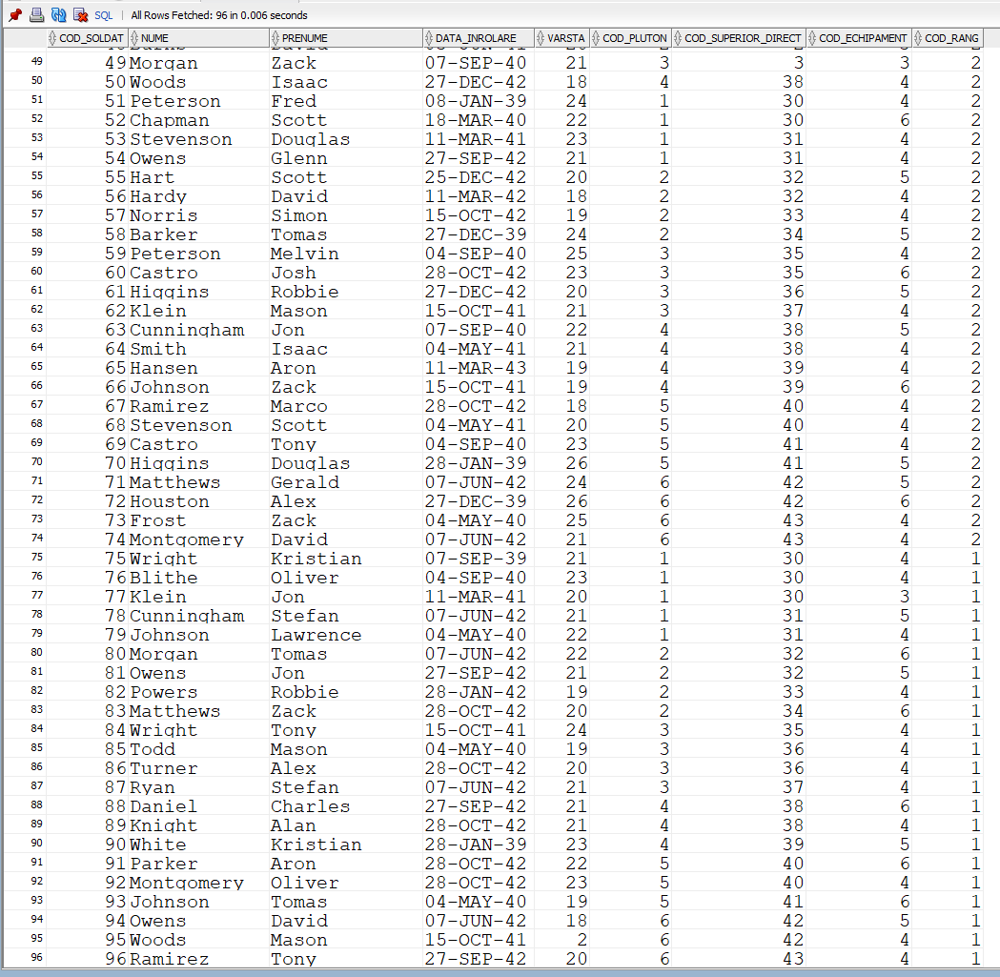 SQL | All Rows Fetched: 96 in 0.006 seconds
COD_SOLDAT NUME PRENUME DATA_INROLARE VARSTA COD_PLUTON COD_SUPERIOR_DIRECT COD_ECHIPAMENT COD_RANG
49 49 Morgan Zack 07-SEP-40 21 3 3 3 2
50 50 Woods Isaac 27-DEC-42 18 4 38 4 2
51 51 Peterson Fred 08-JAN-39 24 1 30 4 2
52 52 Chapman Scott 18-MAR-40 22 1 30 6 2
53 53 Stevenson Douglas 11-MAR-41 23 1 31 4 2
54 54 Owens Glenn 27-SEP-42 21 1 31 4 2
55 55 Hart Scott 25-DEC-42 20 2 32 5 2
56 56 Hardy David 11-MAR-42 18 2 32 4 2
57 57 Norris Simon 15-OCT-42 19 2 33 4 2
58 58 Barker Tomas 27-DEC-39 24 2 34 5 2
59 59 Peterson Melvin 04-SEP-40 25 3 35 4 2
60 60 Castro Josh 28-OCT-42 23 3 35 6 2
61 61 Higgins Robbie 27-DEC-42 20 3 36 5 2
62 62 Klein Mason 15-OCT-41 21 3 37 4 2
63 63 Cunningham Jon 07-SEP-40 22 4 38 5 2
64 64 Smith Isaac 04-MAY-41 21 4 38 4 2
65 65 Hansen Aron 11-MAR-43 19 4 39 4 2
66 66 Johnson Zack 15-OCT-41 19 4 39 6 2
67 67 Ramirez Marco 28-OCT-42 18 5 40 4 2
68 68 Stevenson Scott 04-MAY-41 20 5 40 4 2
69 69 Castro Tony 04-SEP-40 23 5 41 4 2
70 70 Higgins Douglas 28-JAN-39 26 5 41 5 2
71 71 Matthews Gerald 07-JUN-42 24 6 42 5 2
72 72 Houston Alex 27-DEC-39 26 6 42 6 2
73 73 Frost Zack 04-MAY-40 25 6 43 4 2
74 74 Montgomery David 07-JUN-42 21 6 43 4 2
75 75 Wright Kristian 07-SEP-39 21 1 30 4 1
76 76 Blithe Oliver 04-SEP-40 23 1 30 4 1
77 77 Klein Jon 11-MAR-41 20 1 30 3 1
78 78 Cunningham Stefan 07-JUN-42 21 1 31 5 1
79 79 Johnson Lawrence 04-MAY-40 22 1 31 4 1
80 80 Morgan Tomas 07-JUN-42 22 2 32 6 1
81 81 Owens Jon 27-SEP-42 21 2 32 5 1
82 82 Powers Robbie 28-JAN-42 19 2 33 4 1
83 83 Matthews Zack 28-OCT-42 20 2 34 6 1
84 84 Wright Tony 15-OCT-41 24 3 35 4 1
85 85 Todd Mason 04-MAY-40 19 3 36 4 1
86 86 Turner Alex 28-OCT-42 20 3 36 4 1
87 87 Ryan Stefan 07-JUN-42 21 3 37 4 1
88 88 Daniel Charles 27-SEP-42 21 4 38 6 1
89 89 Knight Alan 28-OCT-42 21 4 38 4 1
90 90 White Kristian 28-JAN-39 23 4 39 5 1
91 91 Parker Aron 28-OCT-42 22 5 40 6 1
92 92 Montgomery Oliver 28-OCT-42 23 5 40 4 1
93 93 Johnson Tomas 04-MAY-40 19 5 41 6 1
94 94 Owens David 07-JUN-42 18 6 42 5 1
95 95 Woods Mason 15-OCT-41 2 6 42 4 1
96 96 Ramirez Tony 27-SEP-42 20 6 43 4 1